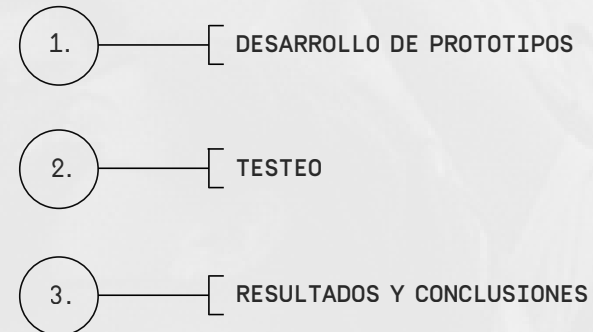 1. DESARROLLO DE PROTOTIPOS
2. TESTEO
3. RESULTADOS Y CONCLUSIONES